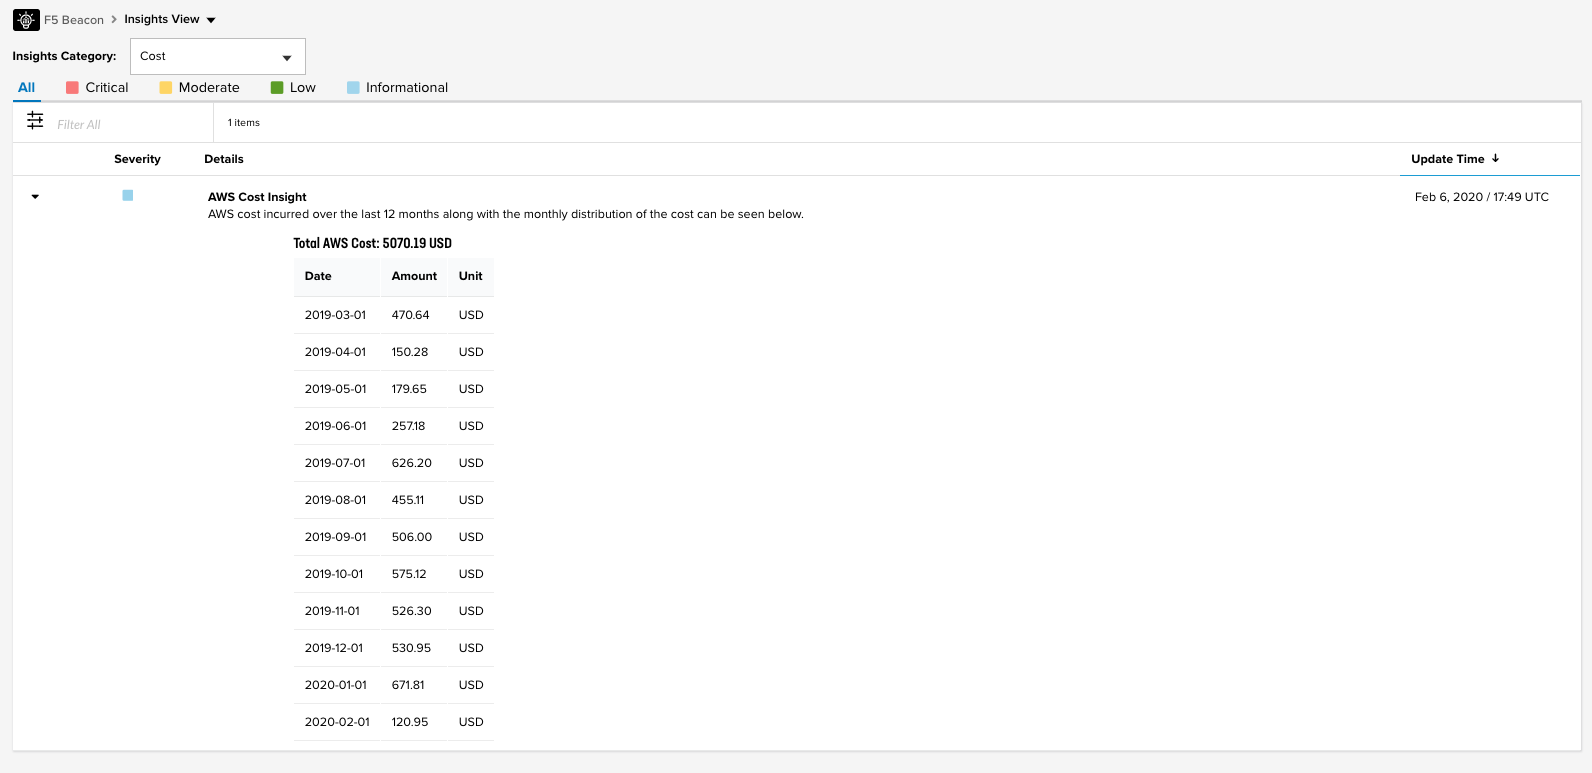 F5 Beacon > Insights View
Insights Category: Cost
All Critical Moderate Low Informational
Filter All 1 items
Severity Details Update Time ↓
AWS Cost Insight Feb 6, 2020 / 17:49 UTC
AWS cost incurred over the last 12 months along with the monthly distribution of the cost can be seen below.
Total AWS Cost: 5070.19 USD
Date Amount Unit
2019-03-01 470.64 USD
2019-04-01 150.28 USD
2019-05-01 179.65 USD
2019-06-01 257.18 USD
2019-07-01 626.20 USD
2019-08-01 455.11 USD
2019-09-01 506.00 USD
2019-10-01 575.12 USD
2019-11-01 526.30 USD
2019-12-01 530.95 USD
2020-01-01 671.81 USD
2020-02-01 120.95 USD